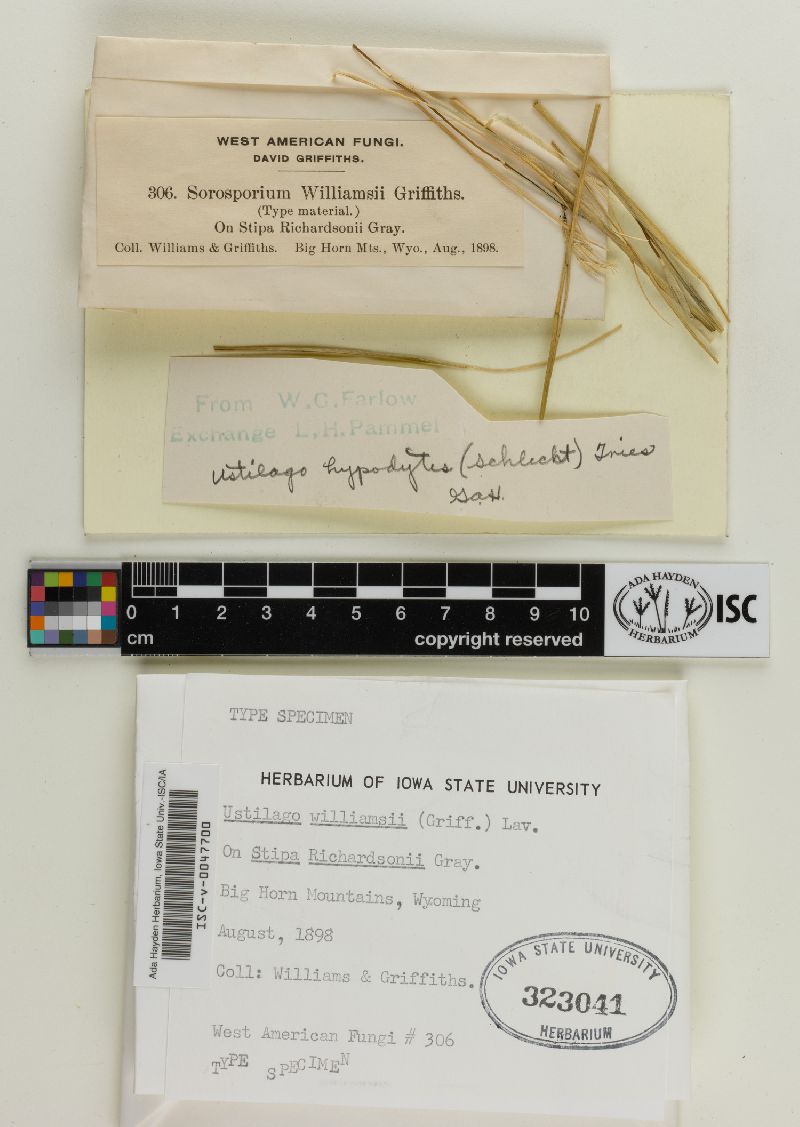 WEST AMERICAN FUNGI.
DAVID GRIFFITHS.
306. Sorosporium Williamsii Griffiths.
(Type material.)
On Stipa Richardsonii Gray.
Coll. Williams & Griffiths. Big Horn Mts., Wyo., Aug., 1898.
From W.G.Farlow
Exchange L.H.Pammel
Ustilago hypodytes (Schlecht) Fries
GaH.
0 1 2 3 4 5 6 7 8 9 10
cm
copyright reserved
ADA HAYDEN
HERBARIUM
ISC
TYPE SPECIMEN
HERBARIUM OF IOWA STATE UNIVERSITY
Ustilago williamsii (Griff.) Lav.
On Stipa Richardsonii Gray.
Big Horn Mountains, Wyoming
August, 1898
Coll: Williams & Griffiths.
West American Fungi # 306
TYPE SPECIMEN
Ada Hayden Herbarium, Iowa State Univ.-ISC/IA
ISC-v-0047700
IOWA STATE UNIVERSITY
323041
HERBARIUM